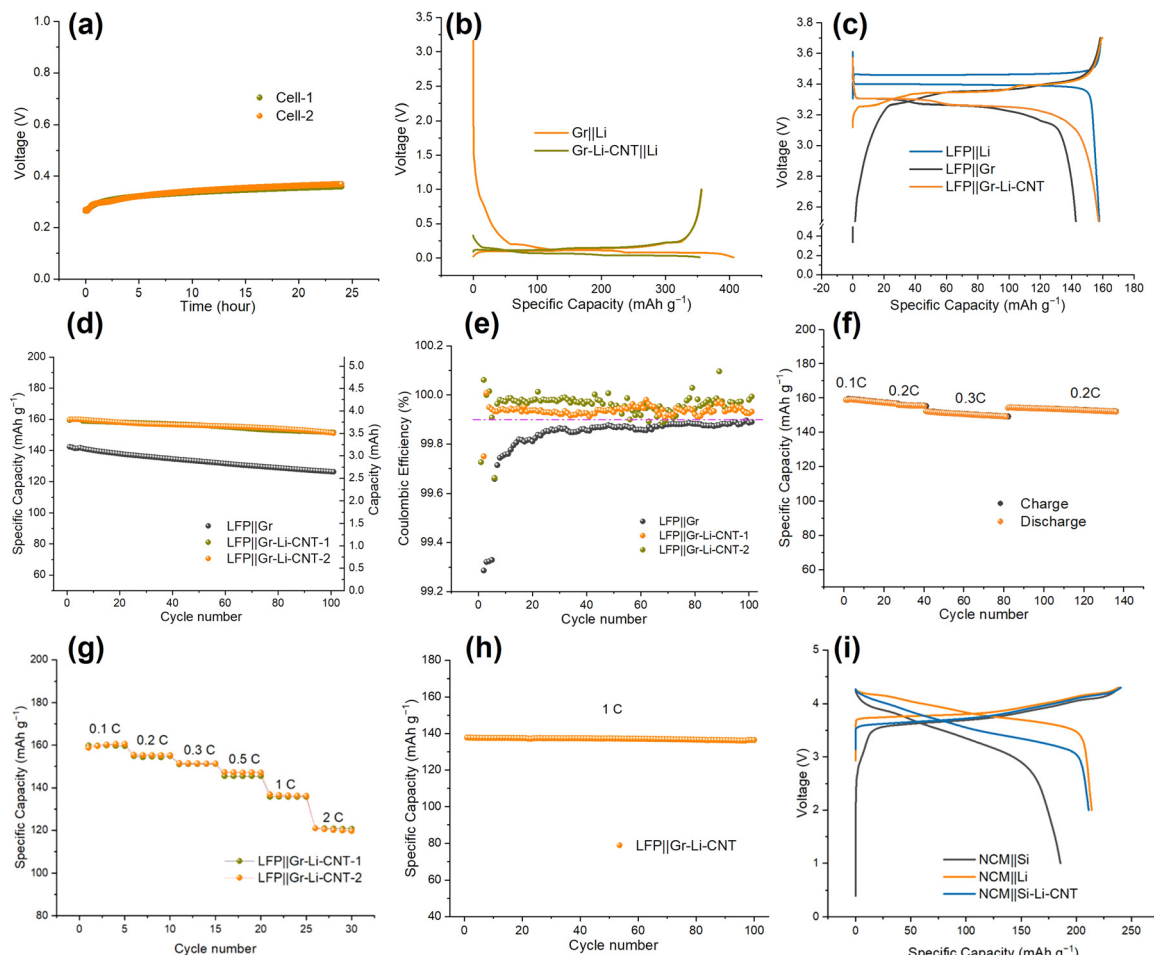 (a)
1.0
0.8
0.6
0.4
0.2
0.0
Voltage (V)
Cell-1
Cell-2
0 5 10 15 20 25 30
Time (hour)
(b)
3.5
3.0
2.5
2.0
1.5
1.0
0.5
0.0
Voltage (V)
Gr||Li
Gr-Li-CNT||Li
0 100 200 300 400
Specific Capacity (mAh g⁻¹)
(c)
3.8
3.6
3.4
3.2
3.0
2.8
2.6
0.4
0.2
0.0
Voltage (V)
LFP||Li
LFP||Gr
LFP||Gr-Li-CNT
-20 0 20 40 60 80 100 120 140 160 180
Specific Capacity (mAh g⁻¹)
(d)
200
180
160
140
120
100
80
60
Specific Capacity (mAh g⁻¹)
5.0
4.5
4.0
3.5
3.0
2.5
2.0
1.5
1.0
0.5
0.0
Capacity (mAh)
LFP||Gr
LFP||Gr-Li-CNT-1
LFP||Gr-Li-CNT-2
0 20 40 60 80 100
Cycle number
(e)
100.2
100.0
99.8
99.6
99.4
99.2
Coulombic Efficiency (%)
LFP||Gr
LFP||Gr-Li-CNT-1
LFP||Gr-Li-CNT-2
0 20 40 60 80 100
Cycle number
(f)
200
180
160
140
120
100
80
60
Specific Capacity (mAh g⁻¹)
0.1C
0.2C
0.3C
0.2C
Charge
Discharge
0 20 40 60 80 100 120 140
Cycle number
(g)
200
180
160
140
120
100
80
Specific Capacity (mAh g⁻¹)
0.1 C
0.2 C
0.3 C
0.5 C
1 C
2 C
LFP||Gr-Li-CNT-1
LFP||Gr-Li-CNT-2
0 5 10 15 20 25 30
Cycle number
(h)
180
160
140
120
100
80
60
40
Specific Capacity (mAh g⁻¹)
1 C
LFP||Gr-Li-CNT
0 20 40 60 80 100
Cycle number
(i)
5
4
3
2
1
0
Voltage (V)
NCM||Si
NCM||Li
NCM||Si-Li-CNT
0 50 100 150 200 250
Specific Capacity (mAh g⁻¹)